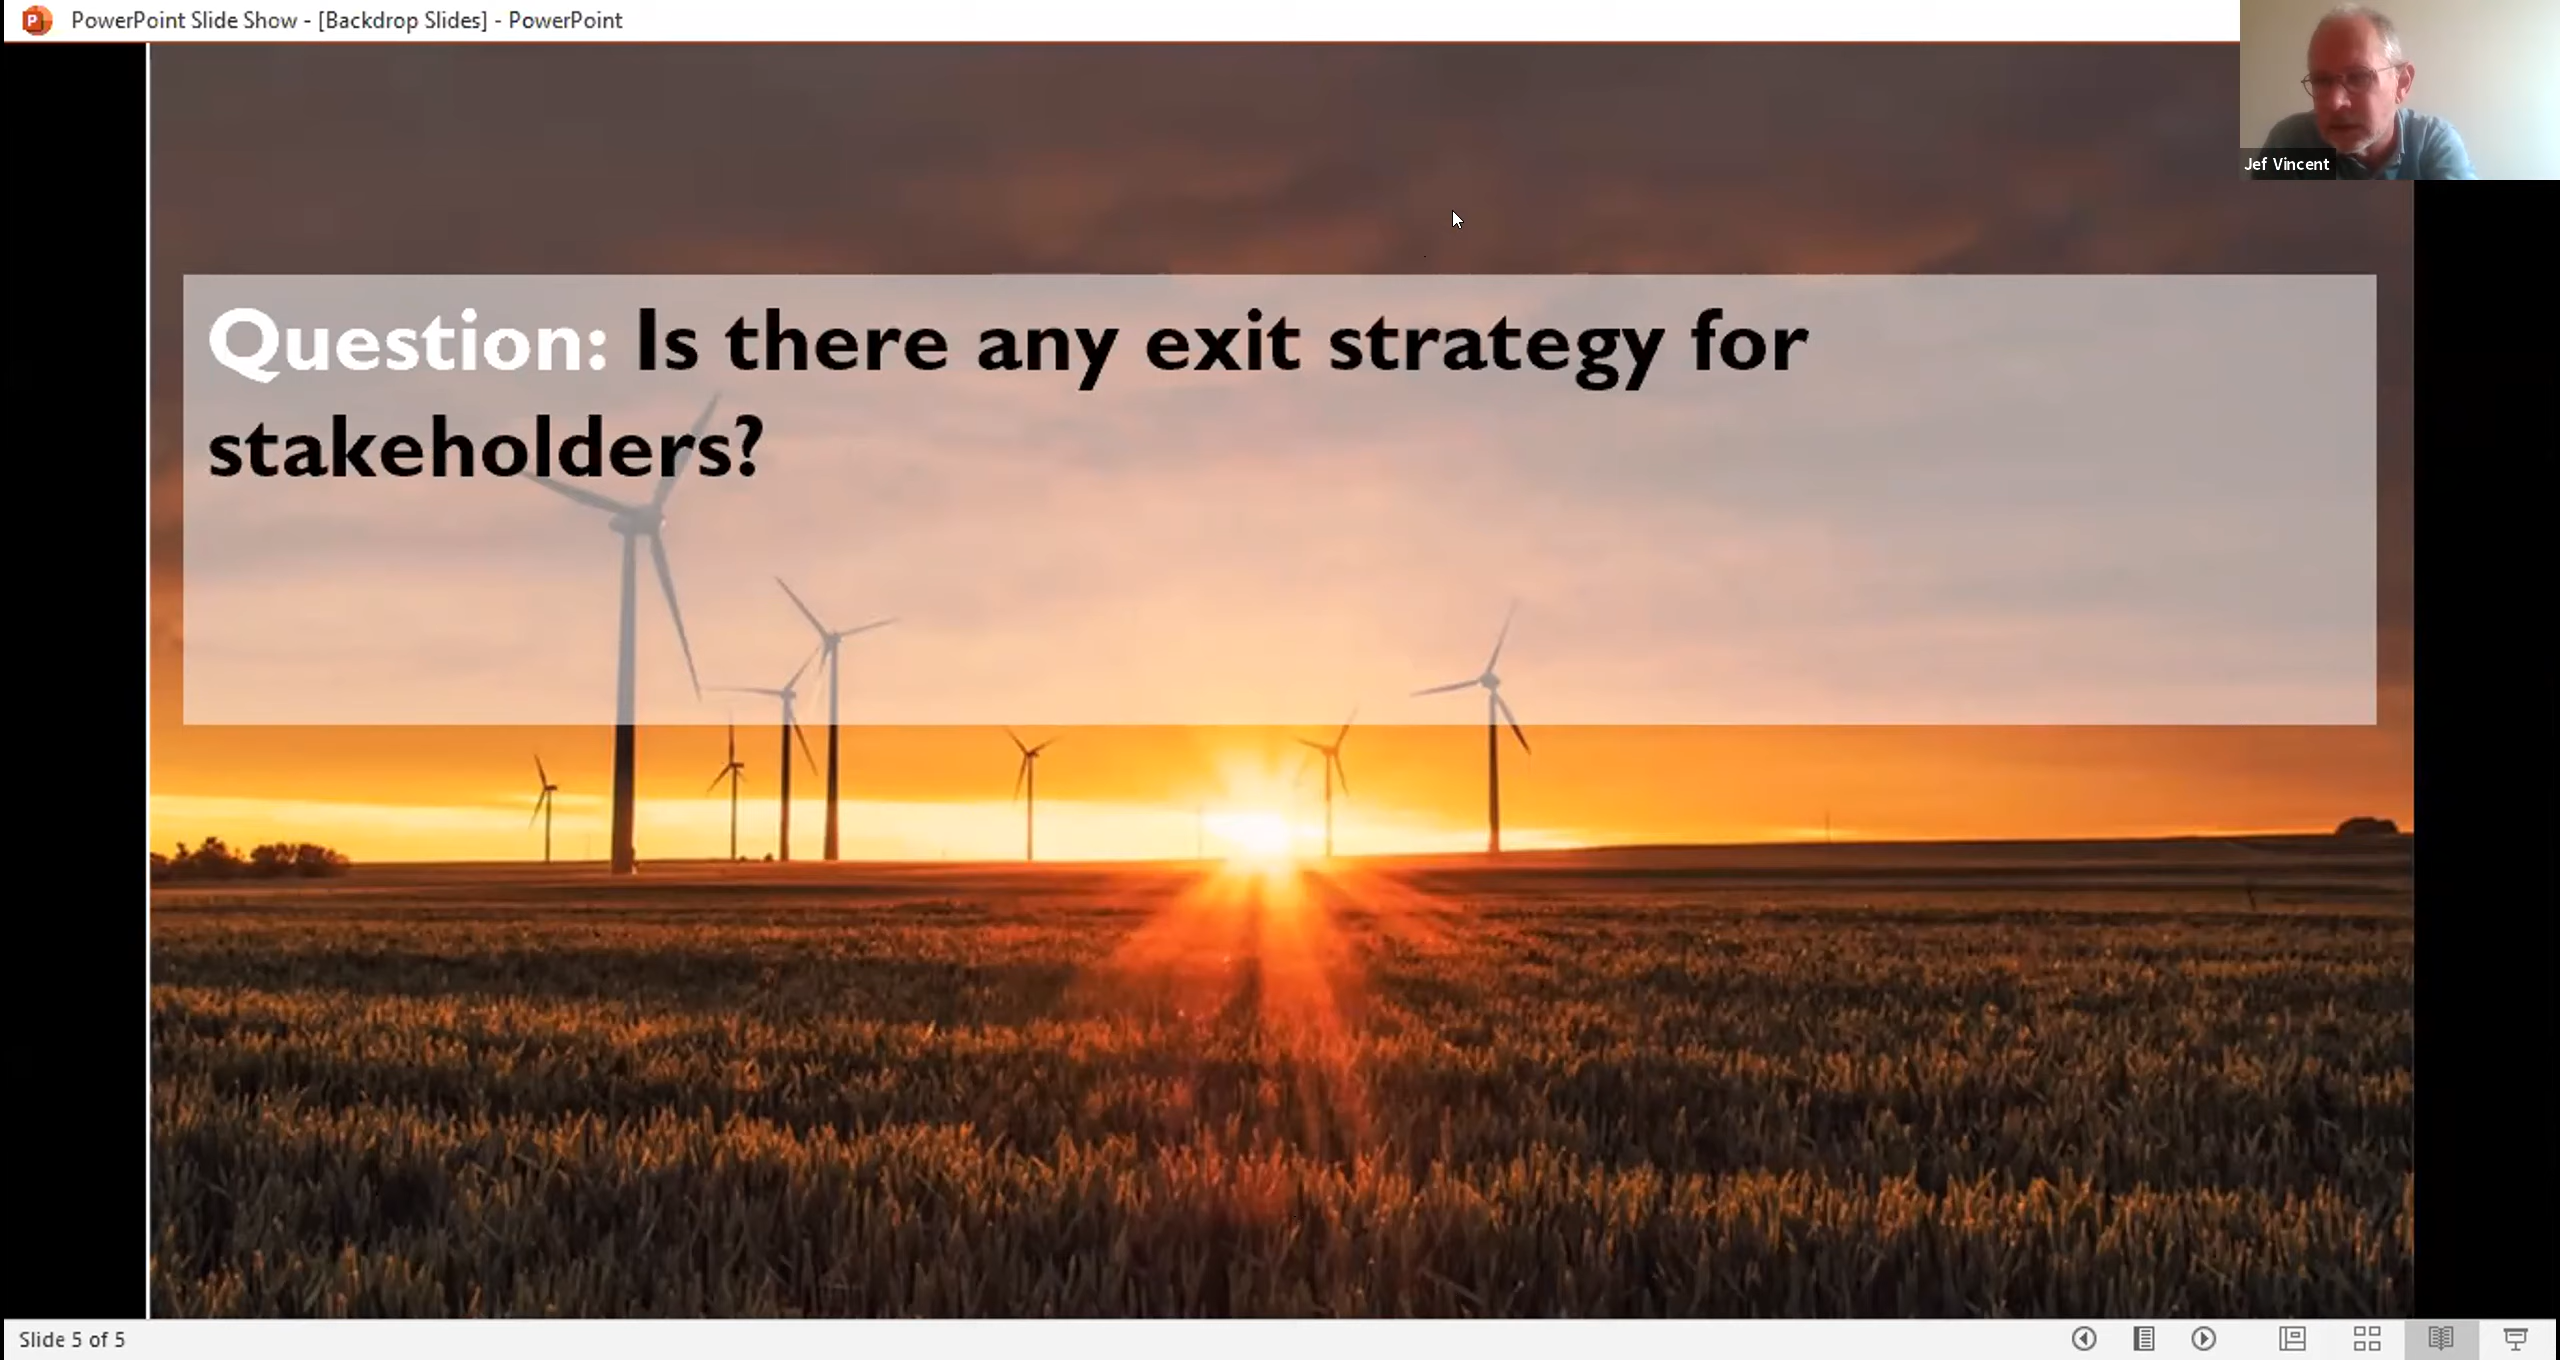 PowerPoint Slide Show - [Backdrop Slides] - PowerPoint
Jef Vincent
Question: Is there any exit strategy for
stakeholders?
Slide 5 of 5